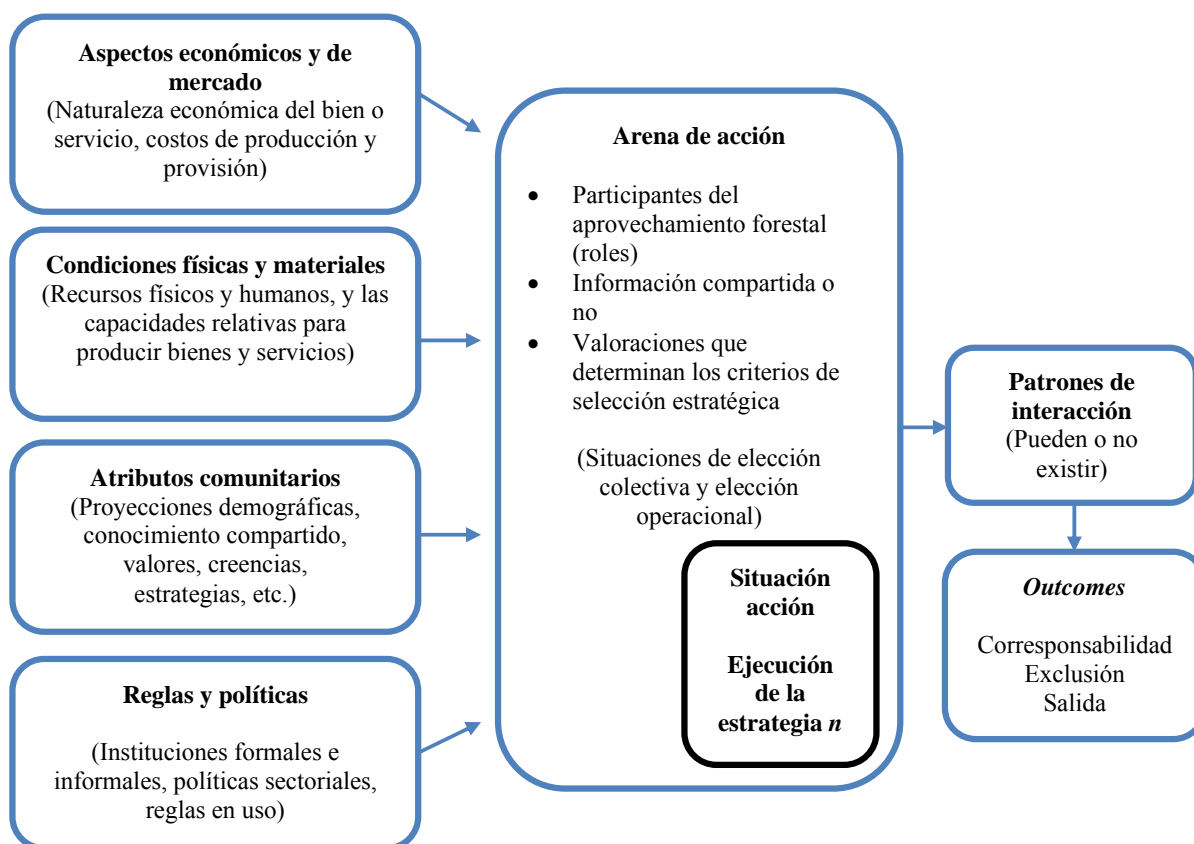 Aspectos económicos y de
mercado
(Naturaleza económica del bien o
servicio, costos de producción y
provisión)
Condiciones físicas y materiales
(Recursos físicos y humanos, y las
capacidades relativas para
producir bienes y servicios)
Atributos comunitarios
(Proyecciones demográficas,
conocimiento compartido,
valores, creencias,
estrategias, etc.)
Reglas y políticas
(Instituciones formales e
informales, políticas sectoriales,
reglas en uso)
Arena de acción
• Participantes del
aprovechamiento forestal
(roles)
• Información compartida o
no
• Valoraciones que
determinan los criterios de
selección estratégica
(Situaciones de elección
colectiva y elección
operacional)
Situación
acción
Ejecución
de la
estrategia n
Patrones de
interacción
(Pueden o no
existir)
Outcomes
Corresponsabilidad
Exclusión
Salida